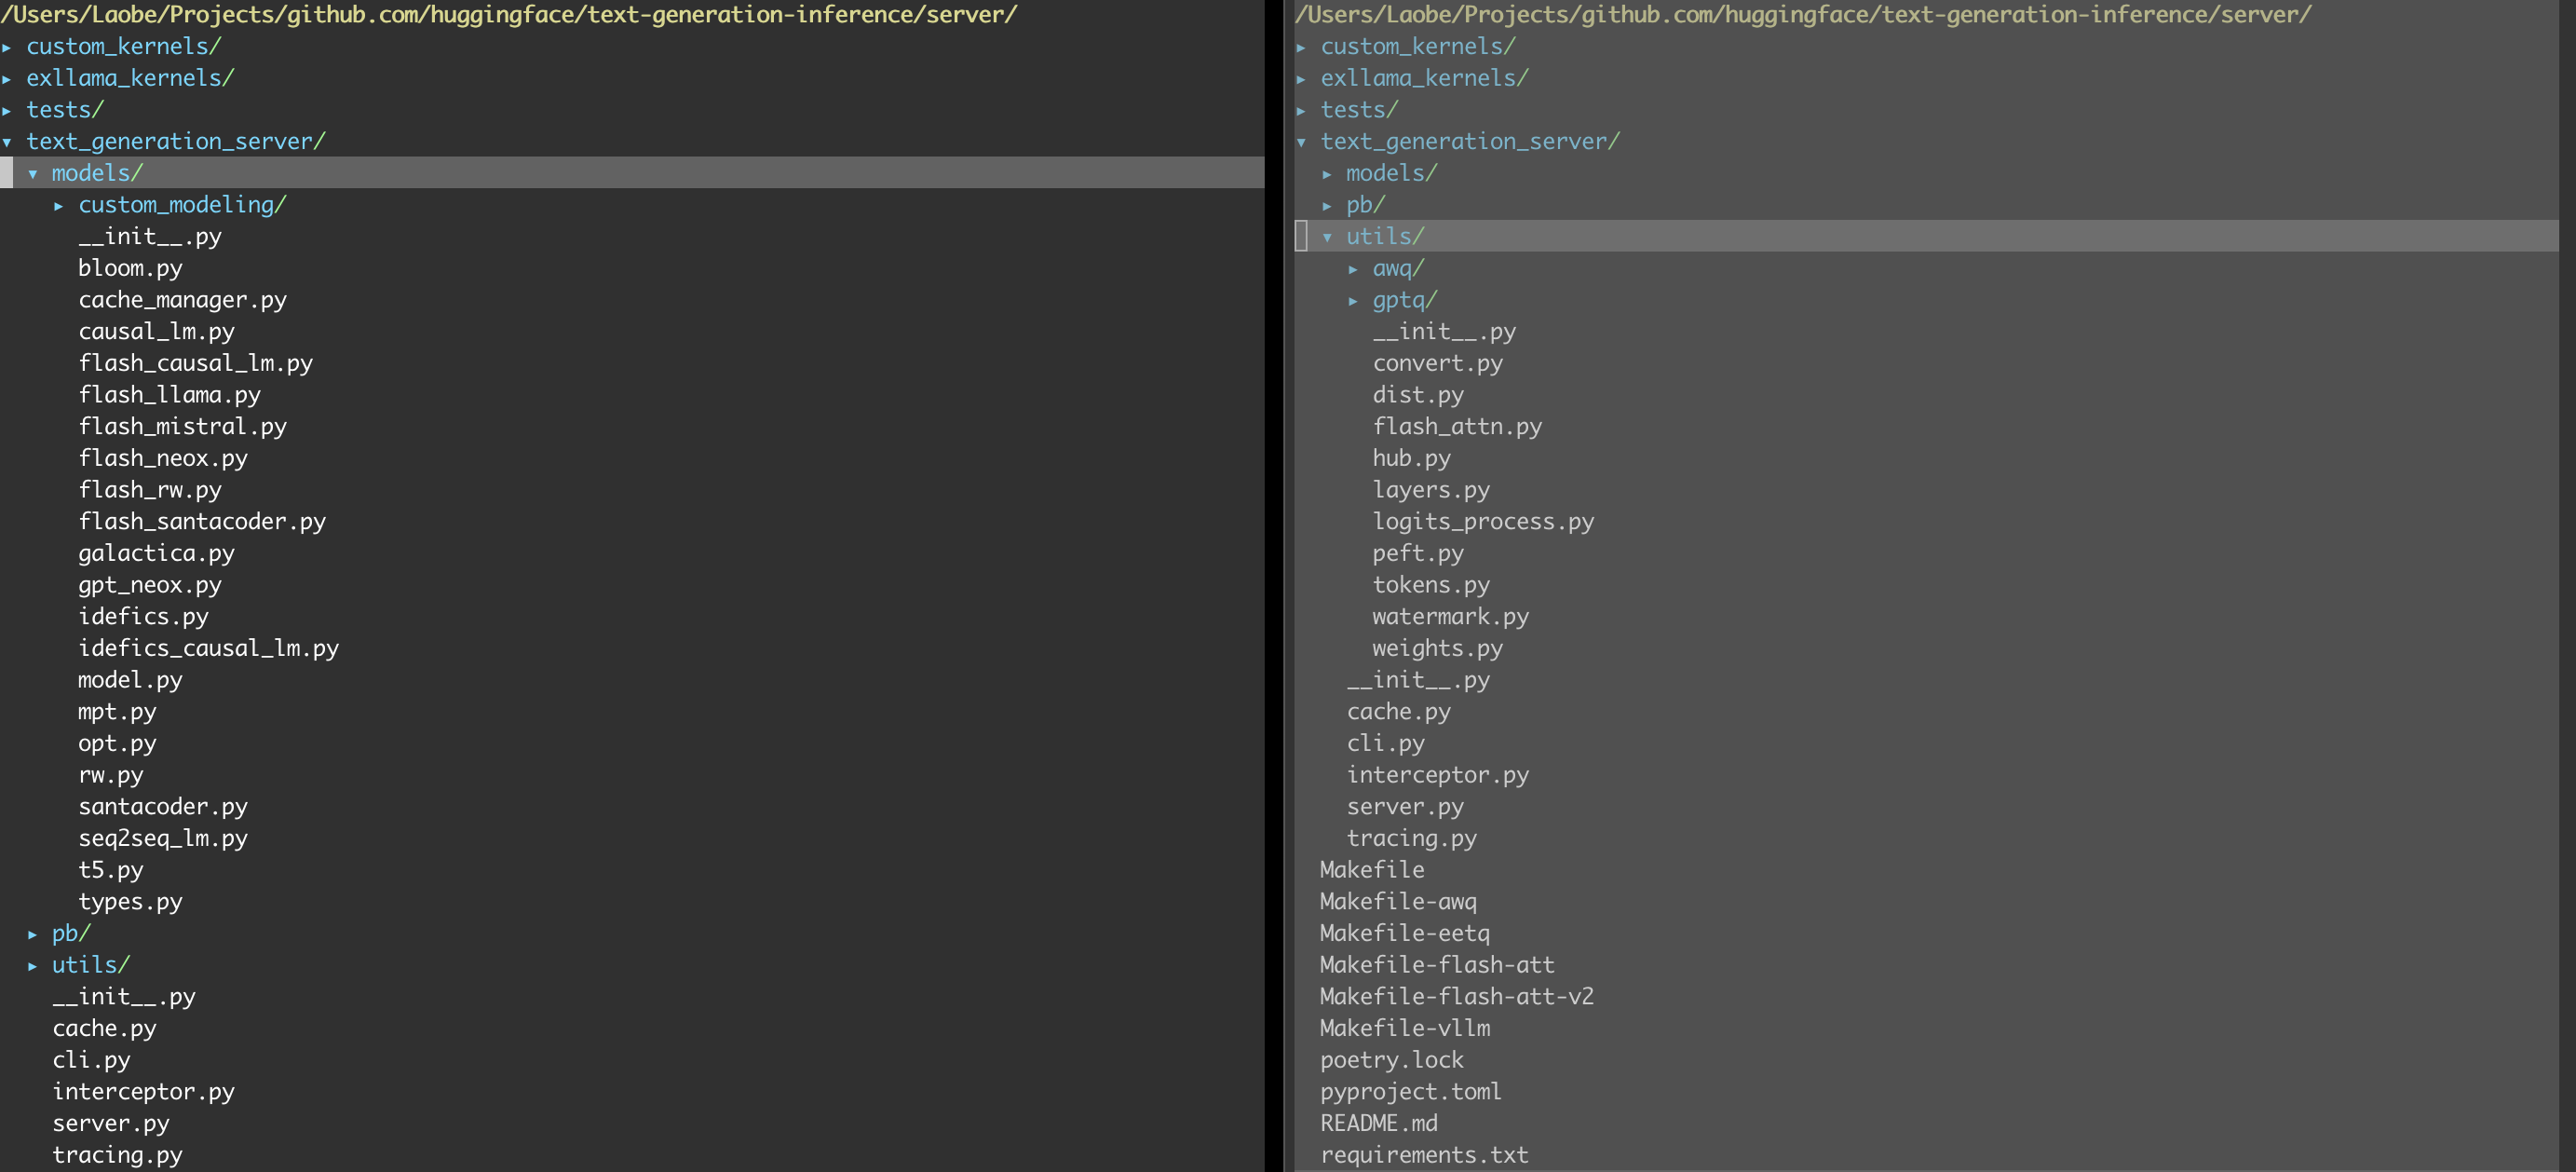 /Users/Laobe/Projects/github.com/huggingface/text-generation-inference/server/
▸ custom_kernels/
▸ exllama_kernels/
▸ tests/
▾ text_generation_server/
▾ models/
▸ custom_modeling/
__init__.py
bloom.py
cache_manager.py
causal_lm.py
flash_causal_lm.py
flash_llama.py
flash_mistral.py
flash_neox.py
flash_rw.py
flash_santacoder.py
galactica.py
gpt_neox.py
idefics.py
idefics_causal_lm.py
model.py
mpt.py
opt.py
rw.py
santacoder.py
seq2seq_lm.py
t5.py
types.py
▸ pb/
▸ utils/
__init__.py
cache.py
cli.py
interceptor.py
server.py
tracing.py
/Users/Laobe/Projects/github.com/huggingface/text-generation-inference/server/
▸ custom_kernels/
▸ exllama_kernels/
▸ tests/
▾ text_generation_server/
▸ models/
▸ pb/
▾ utils/
▸ awq/
▸ gptq/
__init__.py
convert.py
dist.py
flash_attn.py
hub.py
layers.py
logits_process.py
peft.py
tokens.py
watermark.py
weights.py
__init__.py
cache.py
cli.py
interceptor.py
server.py
tracing.py
Makefile
Makefile-awq
Makefile-eetq
Makefile-flash-att
Makefile-flash-att-v2
Makefile-vllm
poetry.lock
pyproject.toml
README.md
requirements.txt